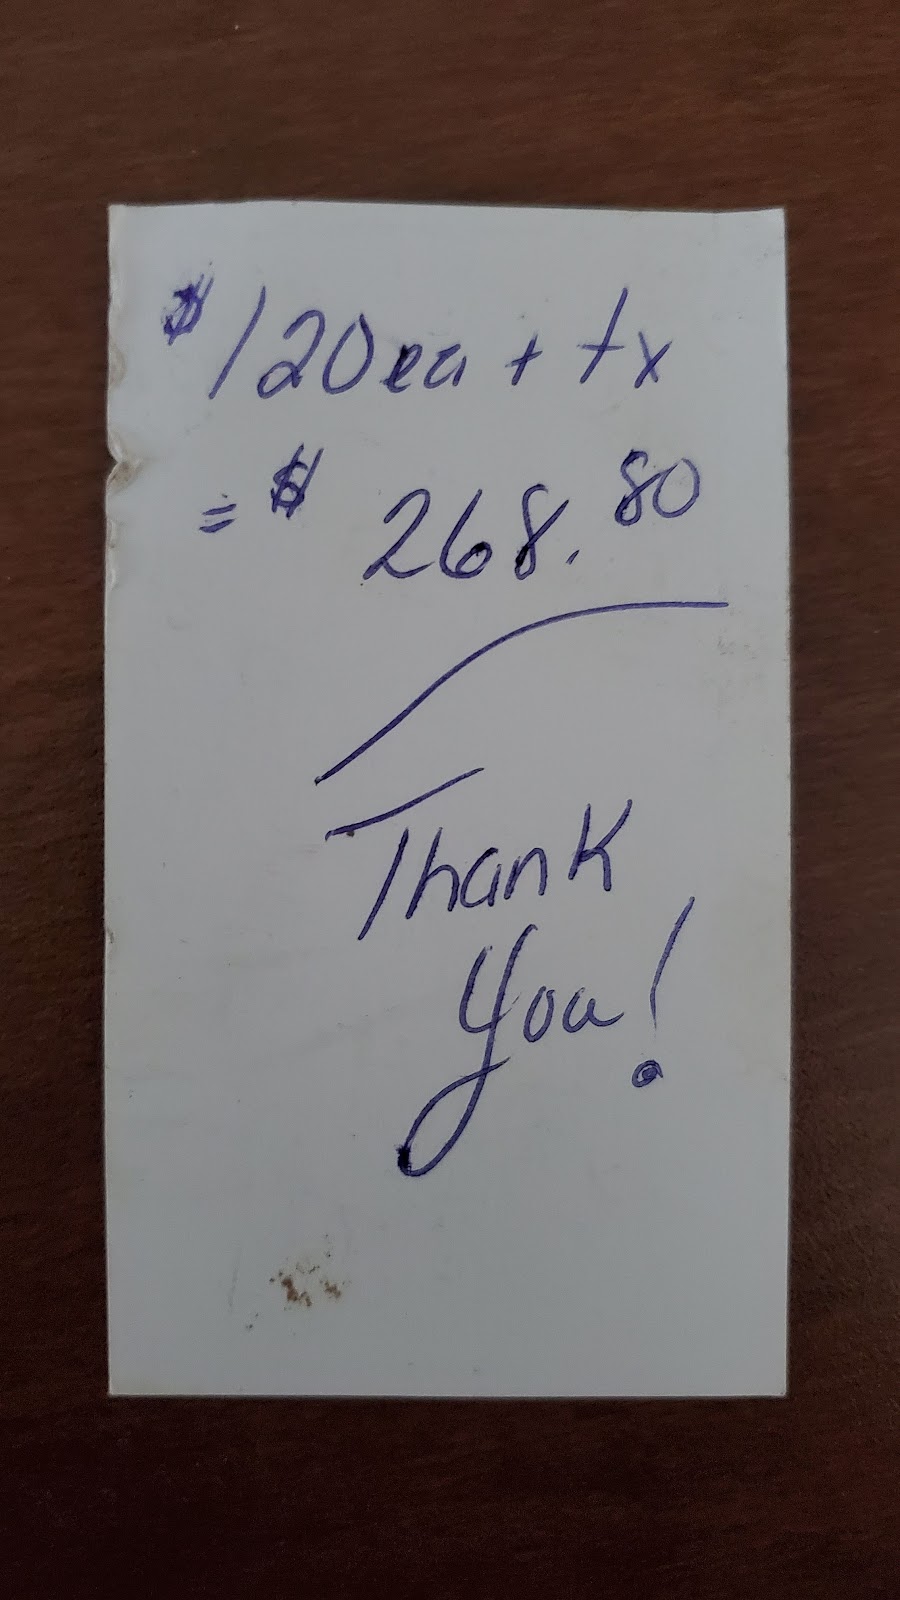 $120ea + tx
= $ 268.80
Thank
You!